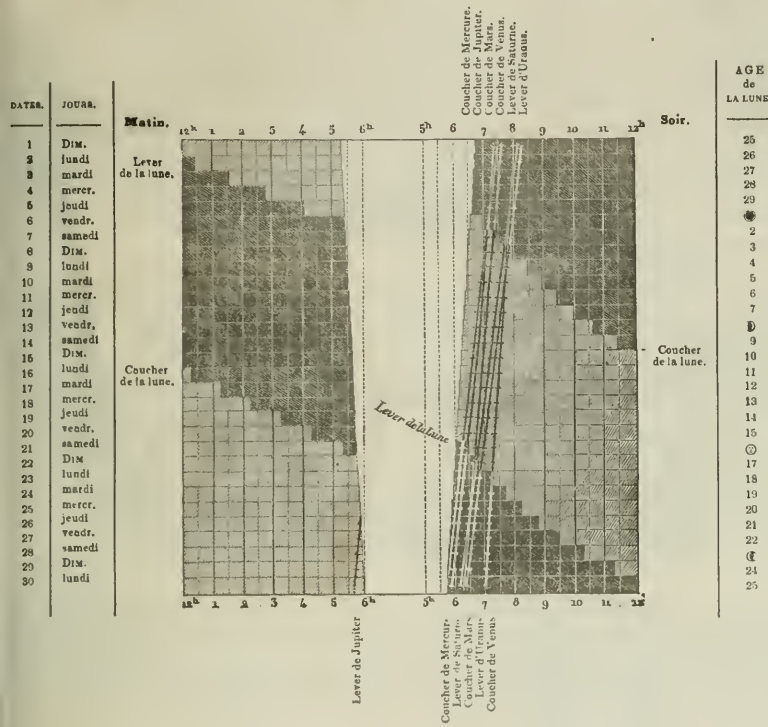 Coucher de Mercure.
Coucher de Jupiter.
Coucher de Mars.
Coucher de Vénus.
Lever de Saturne.
Lever d'Uranus.
DATES. JOURS.
Matin. 12h 1 2 3 4 5 6h 5h 6 7 8 9 10 11 12h Soir.
AGE
de
LA LUNE
1 DIM. 25
2 lundi 26
3 mardi 27
4 mercr. 28
5 jeudi 29
6 vendr.
7 samedi 2
8 DIM. 3
9 lundi 4
10 mardi 5
11 mercr. 6
12 jeudi 7
13 vendr.
14 samedi 9
15 DIM. 10
16 lundi 11
17 mardi 12
18 mercr. 13
19 jeudi 14
20 vendr. 15
21 samedi
22 DIM 17
23 lundi 18
24 mardi 19
25 mercr. 20
26 jeudi 21
27 vendr. 22
28 samedi
29 DIM. 24
30 lundi 25
Lever
de la lune.
Coucher
de la lune.
Lever de la Lune
Coucher
de la lune.
12h 1 2 3 4 5 6h 5h 6 7 8 9 10 11 12
Lever de Jupiter
Coucher de Mercur.
Lever de Saturn.
Coucher de Mars
Lever d'Uranus
Coucher de Venus